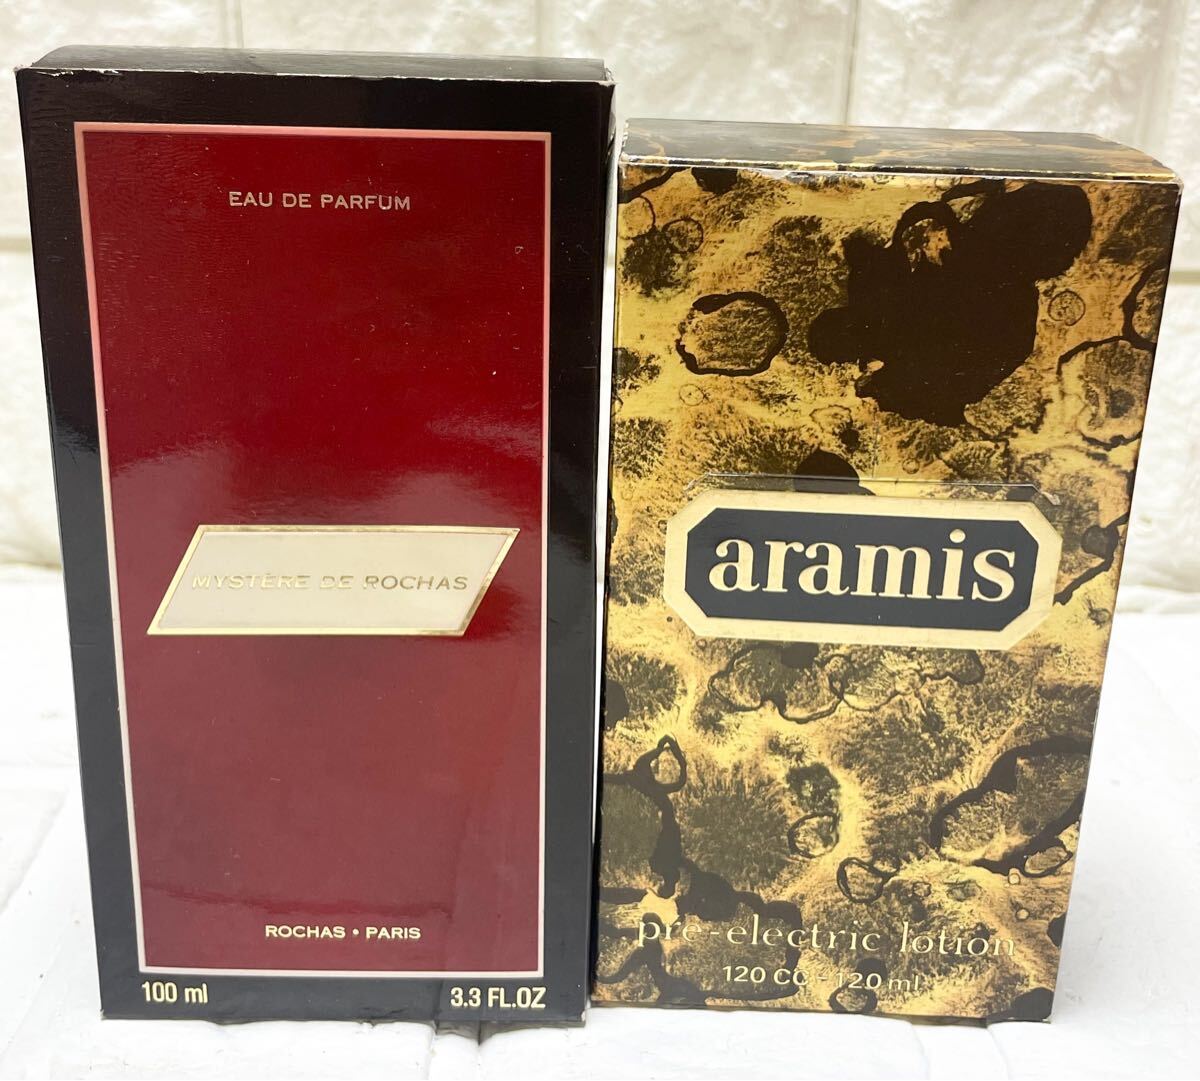 EAU DE PARFUM
MYSTÈRE DE ROCHAS
ROCHAS • PARIS
100 ml
3.3 FL.OZ
aramis
pre-electric lotion
120 CC - 120 ml